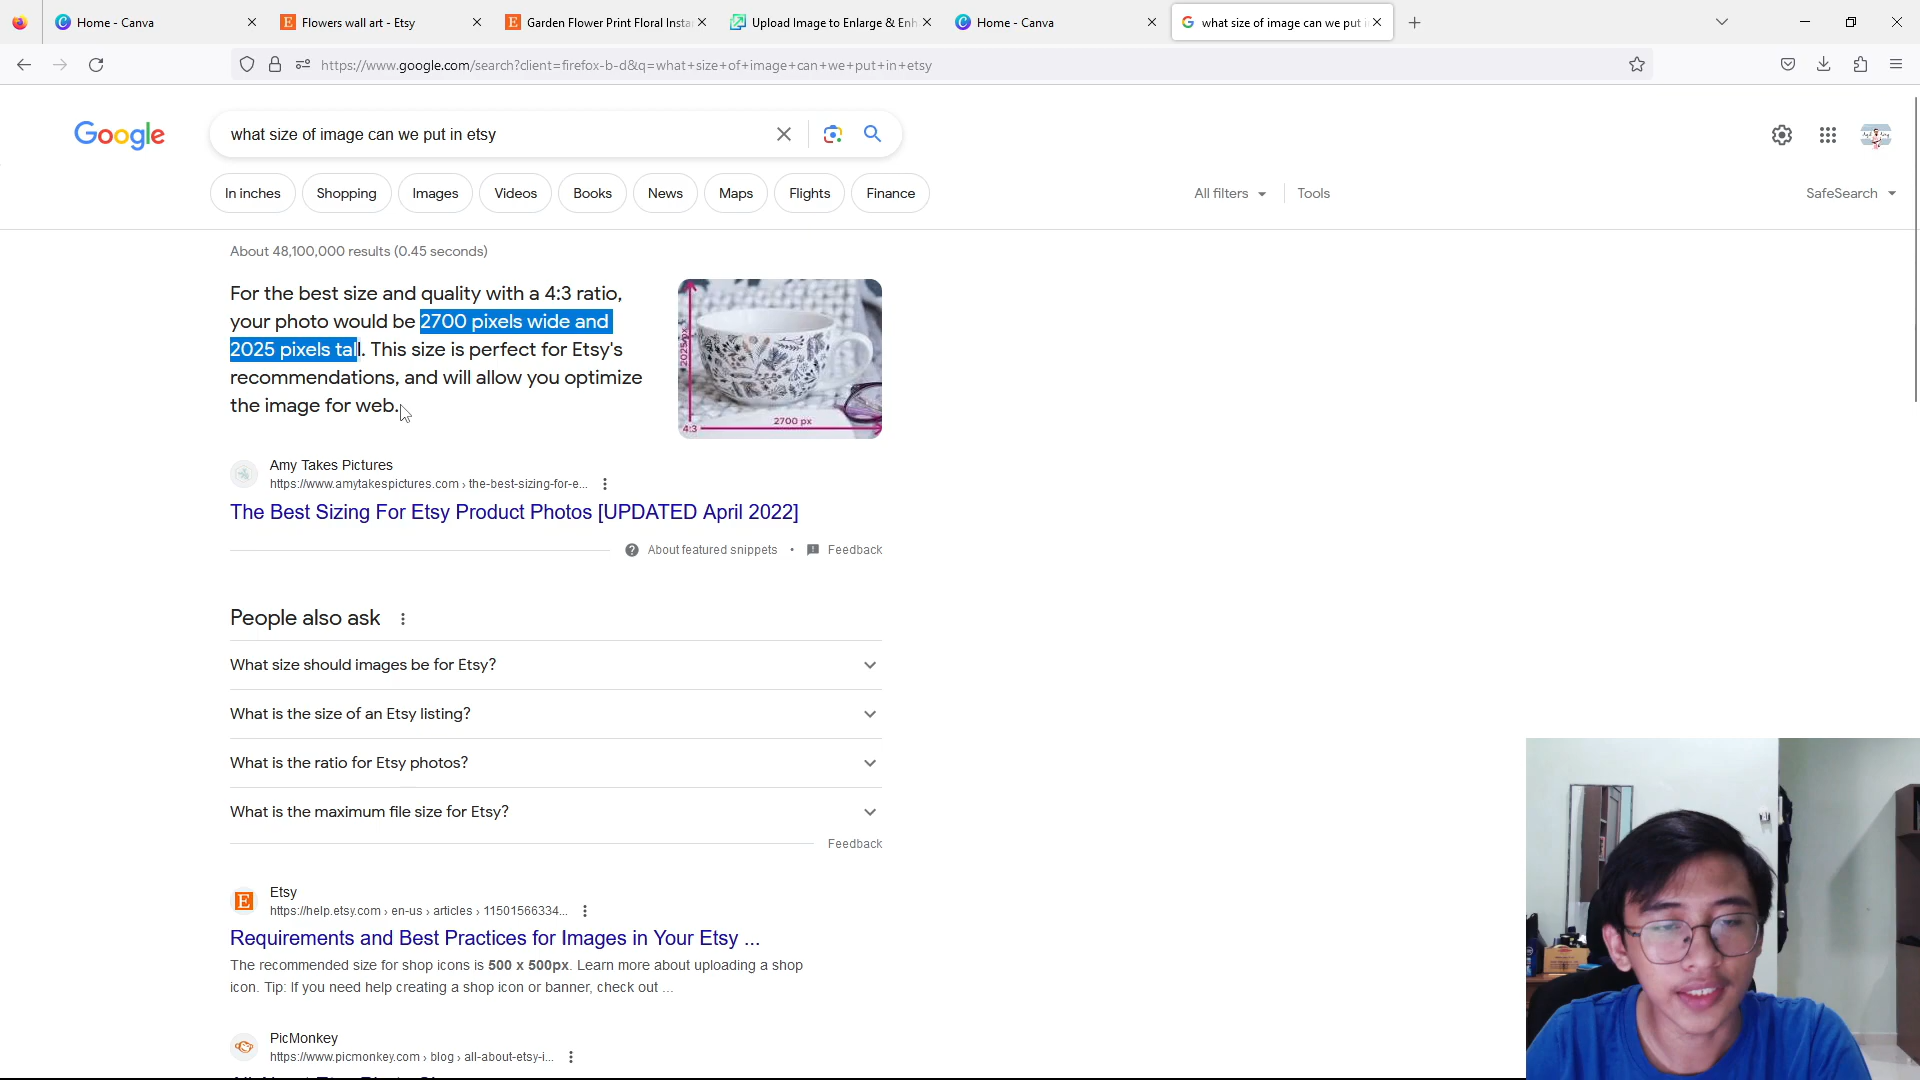 Home - Canva
Flowers wall art - Etsy
Garden Flower Print Floral Insta
Upload Image to Enlarge & Enh
Home - Canva
what size of image can we put i
https://www.google.com/search?client=firefox-b-d&q=what+size+of+image+can+we+put+in+etsy
Google
what size of image can we put in etsy
In inches
Shopping
Images
Videos
Books
News
Maps
Flights
Finance
All filters
Tools
SafeSearch
About 48,100,000 results (0.45 seconds)
For the best size and quality with a 4:3 ratio,
your photo would be 2700 pixels wide and
2025 pixels tall. This size is perfect for Etsy's
recommendations, and will allow you optimize
the image for web.
2025 px
2700 px
4:3
Amy Takes Pictures
https://www.amytakespictures.com › the-best-sizing-for-e...
The Best Sizing For Etsy Product Photos [UPDATED April 2022]
About featured snippets
•
Feedback
People also ask
What size should images be for Etsy?
What is the size of an Etsy listing?
What is the ratio for Etsy photos?
What is the maximum file size for Etsy?
Feedback
E
Etsy
https://help.etsy.com › en-us › articles › 11501566334...
Requirements and Best Practices for Images in Your Etsy ...
The recommended size for shop icons is 500 x 500px. Learn more about uploading a shop
icon. Tip: If you need help creating a shop icon or banner, check out ...
PicMonkey
https://www.picmonkey.com › blog › all-about-etsy-i...